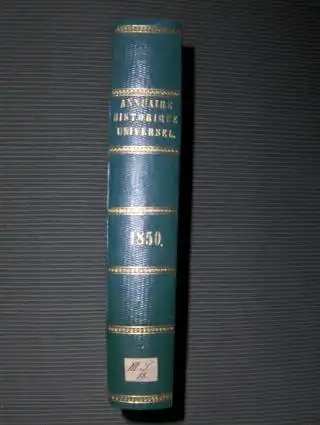 ANNUAIRE
HISTORIQUE
UNIVERSEL.
1850.